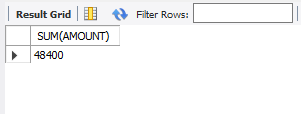 Result Grid Filter Rows:
SUM(AMOUNT)
48400